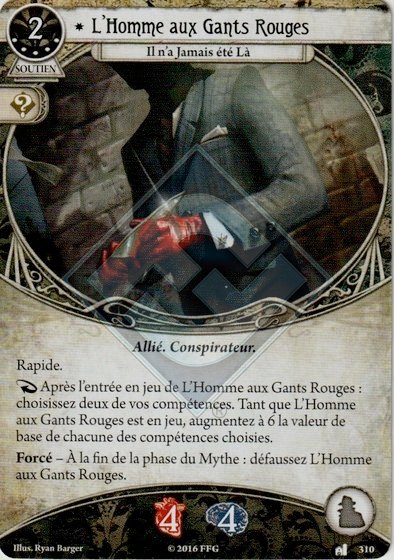 2
SOUTIEN
L'Homme aux Gants Rouges
Il n'a Jamais été Là
Allié. Conspirateur.
Rapide.
Après l'entrée en jeu de L'Homme aux Gants Rouges :
choisissez deux de vos compétences. Tant que L'Homme
aux Gants Rouges est en jeu, augmentez à 6 la valeur de
base de chacune des compétences choisies.
Forcé – À la fin de la phase du Mythe : défaussez L'Homme
aux Gants Rouges.
4 4
Illus. Ryan Barger © 2016 FFG 310